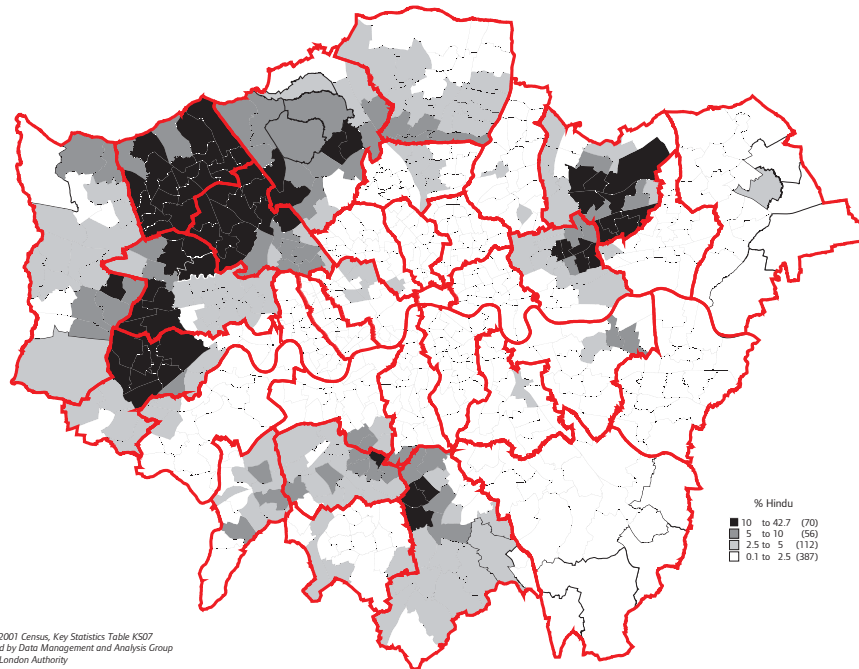 % Hindu
10 to 42.7 (70)
5 to 10 (56)
2.5 to 5 (112)
0.1 to 2.5 (387)
2001 Census, Key Statistics Table KS07
d by Data Management and Analysis Group
London Authority